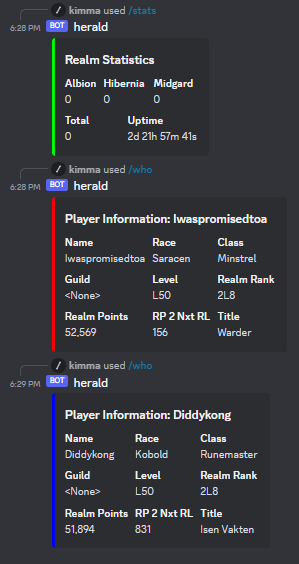 kimma used /stats
6:28 PM BOT herald
Realm Statistics
Albion Hibernia Midgard
0 0 0
Total Uptime
0 2d 21h 57m 41s
kimma used /who
6:28 PM BOT herald
Player Information: Iwaspromisedtoa
Name Race Class
Iwaspromisedtoa Saracen Minstrel
Guild Level Realm Rank
<None> L50 2L8
Realm Points RP 2 Nxt RL Title
52,569 156 Warder
kimma used /who
6:29 PM BOT herald
Player Information: Diddykong
Name Race Class
Diddykong Kobold Runemaster
Guild Level Realm Rank
<None> L50 2L8
Realm Points RP 2 Nxt RL Title
51,894 831 Isen Vakten